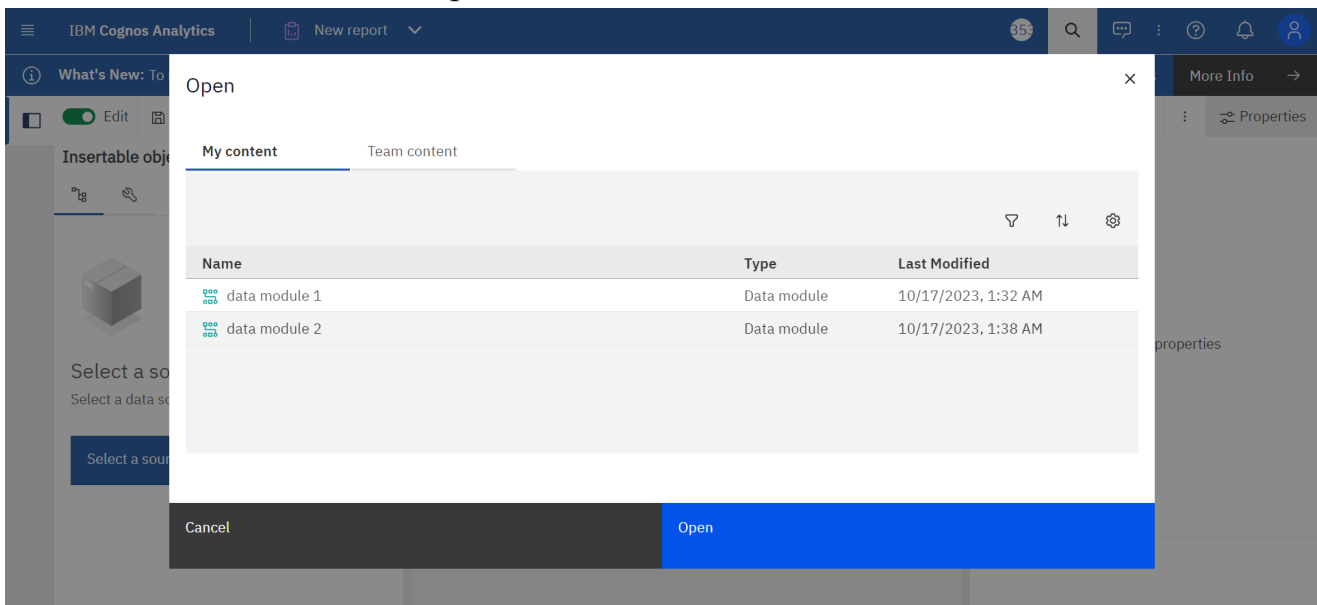 IBM Cognos Analytics New report
What's New: To More Info
Open
Edit Properties
My content Team content
Insertable obje
Name Type Last Modified
data module 1 Data module 10/17/2023, 1:32 AM
data module 2 Data module 10/17/2023, 1:38 AM
properties
Select a so
Select a data so
Select a sour
Cancel Open